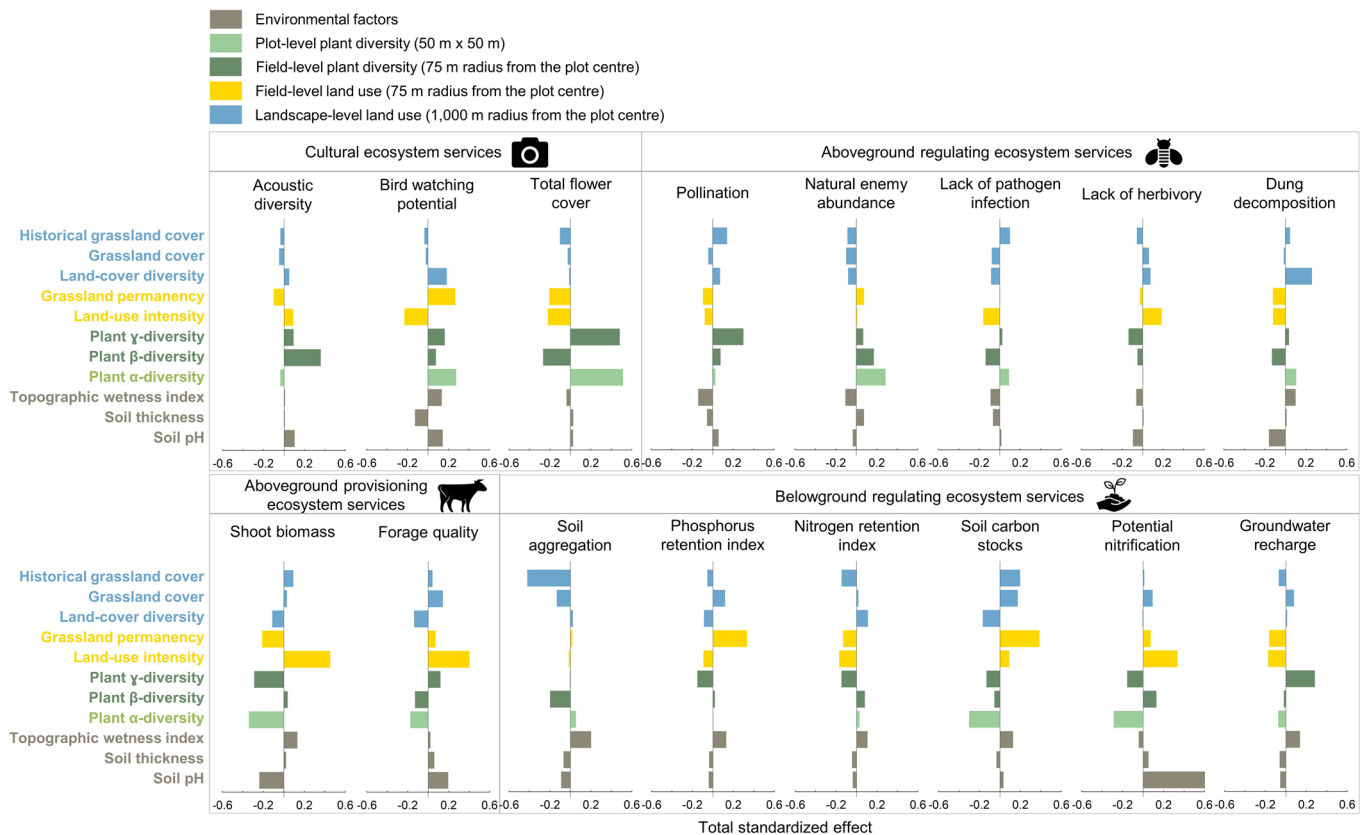 Environmental factors
Plot-level plant diversity (50 m x 50 m)
Field-level plant diversity (75 m radius from the plot centre)
Field-level land use (75 m radius from the plot centre)
Landscape-level land use (1,000 m radius from the plot centre)
Cultural ecosystem services
Aboveground regulating ecosystem services
Acoustic
diversity
Bird watching
potential
Total flower
cover
Pollination
Natural enemy
abundance
Lack of pathogen
infection
Lack of herbivory
Dung
decomposition
Historical grassland cover
Grassland cover
Land-cover diversity
Grassland permanency
Land-use intensity
Plant ɣ-diversity
Plant β-diversity
Plant α-diversity
Topographic wetness index
Soil thickness
Soil pH
-0.6 -0.2 0.2 0.6
-0.6 -0.2 0.2 0.6
-0.6 -0.2 0.2 0.6
-0.6 -0.2 0.2 0.6
-0.6 -0.2 0.2 0.6
-0.6 -0.2 0.2 0.6
-0.6 -0.2 0.2 0.6
-0.6 -0.2 0.2 0.6
Aboveground provisioning
ecosystem services
Belowground regulating ecosystem services
Shoot biomass
Forage quality
Soil
aggregation
Phosphorus
retention index
Nitrogen retention
index
Soil carbon
stocks
Potential
nitrification
Groundwater
recharge
Historical grassland cover
Grassland cover
Land-cover diversity
Grassland permanency
Land-use intensity
Plant ɣ-diversity
Plant β-diversity
Plant α-diversity
Topographic wetness index
Soil thickness
Soil pH
-0.6 -0.2 0.2 0.6
-0.6 -0.2 0.2 0.6
-0.6 -0.2 0.2 0.6
-0.6 -0.2 0.2 0.6
-0.6 -0.2 0.2 0.6
-0.6 -0.2 0.2 0.6
-0.6 -0.2 0.2 0.6
-0.6 -0.2 0.2 0.6
Total standardized effect